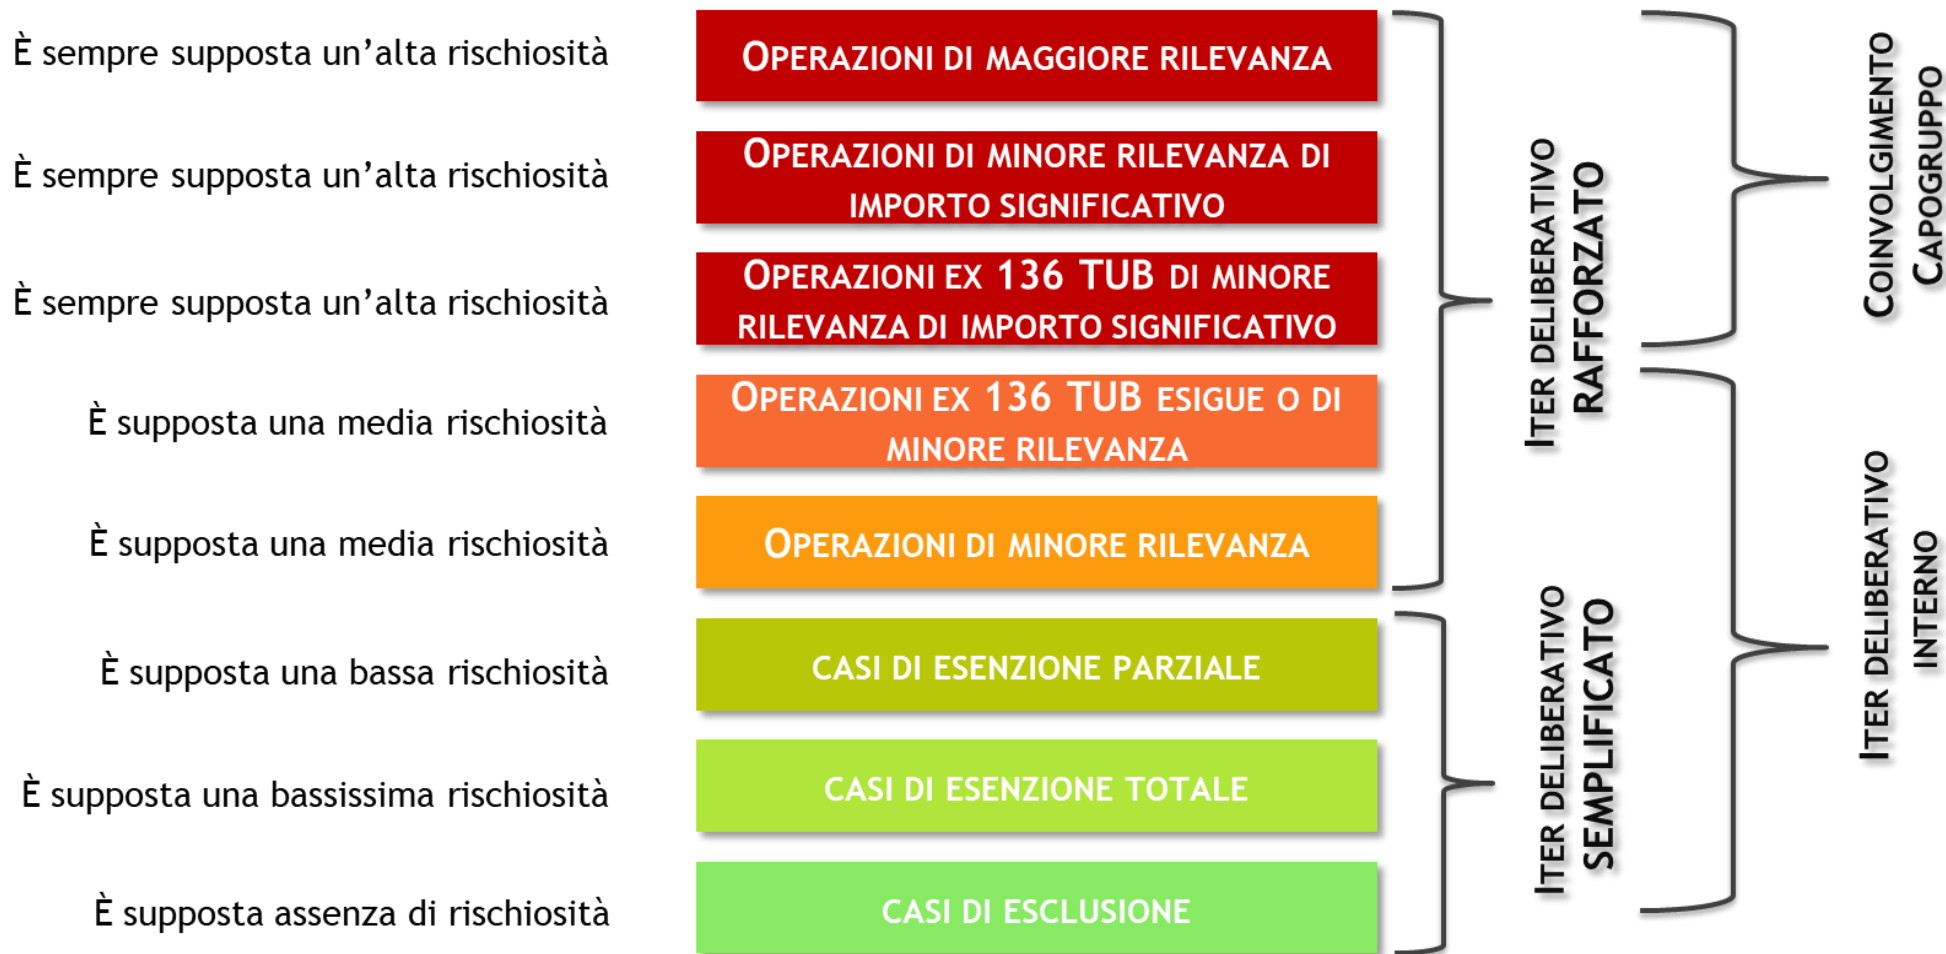 È sempre supposta un'alta rischiosità
OPERAZIONI DI MAGGIORE RILEVANZA
È sempre supposta un'alta rischiosità
OPERAZIONI DI MINORE RILEVANZA DI
IMPORTO SIGNIFICATIVO
È sempre supposta un'alta rischiosità
OPERAZIONI EX 136 TUB DI MINORE
RILEVANZA DI IMPORTO SIGNIFICATIVO
È supposta una media rischiosità
OPERAZIONI EX 136 TUB ESIGUE O DI
MINORE RILEVANZA
È supposta una media rischiosità
OPERAZIONI DI MINORE RILEVANZA
È supposta una bassa rischiosità
CASI DI ESENZIONE PARZIALE
È supposta una bassissima rischiosità
CASI DI ESENZIONE TOTALE
È supposta assenza di rischiosità
CASI DI ESCLUSIONE
ITER DELIBERATIVO
RAFFORZATO
ITER DELIBERATIVO
SEMPLIFICATO
COINVOLGIMENTO
CAPOGRUPPO
ITER DELIBERATIVO
INTERNO